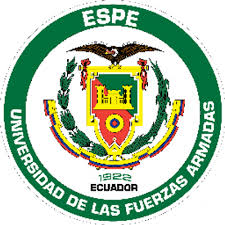 ESPE
1922
ECUADOR
UNIVERSIDAD DE LAS FUERZAS ARMADAS